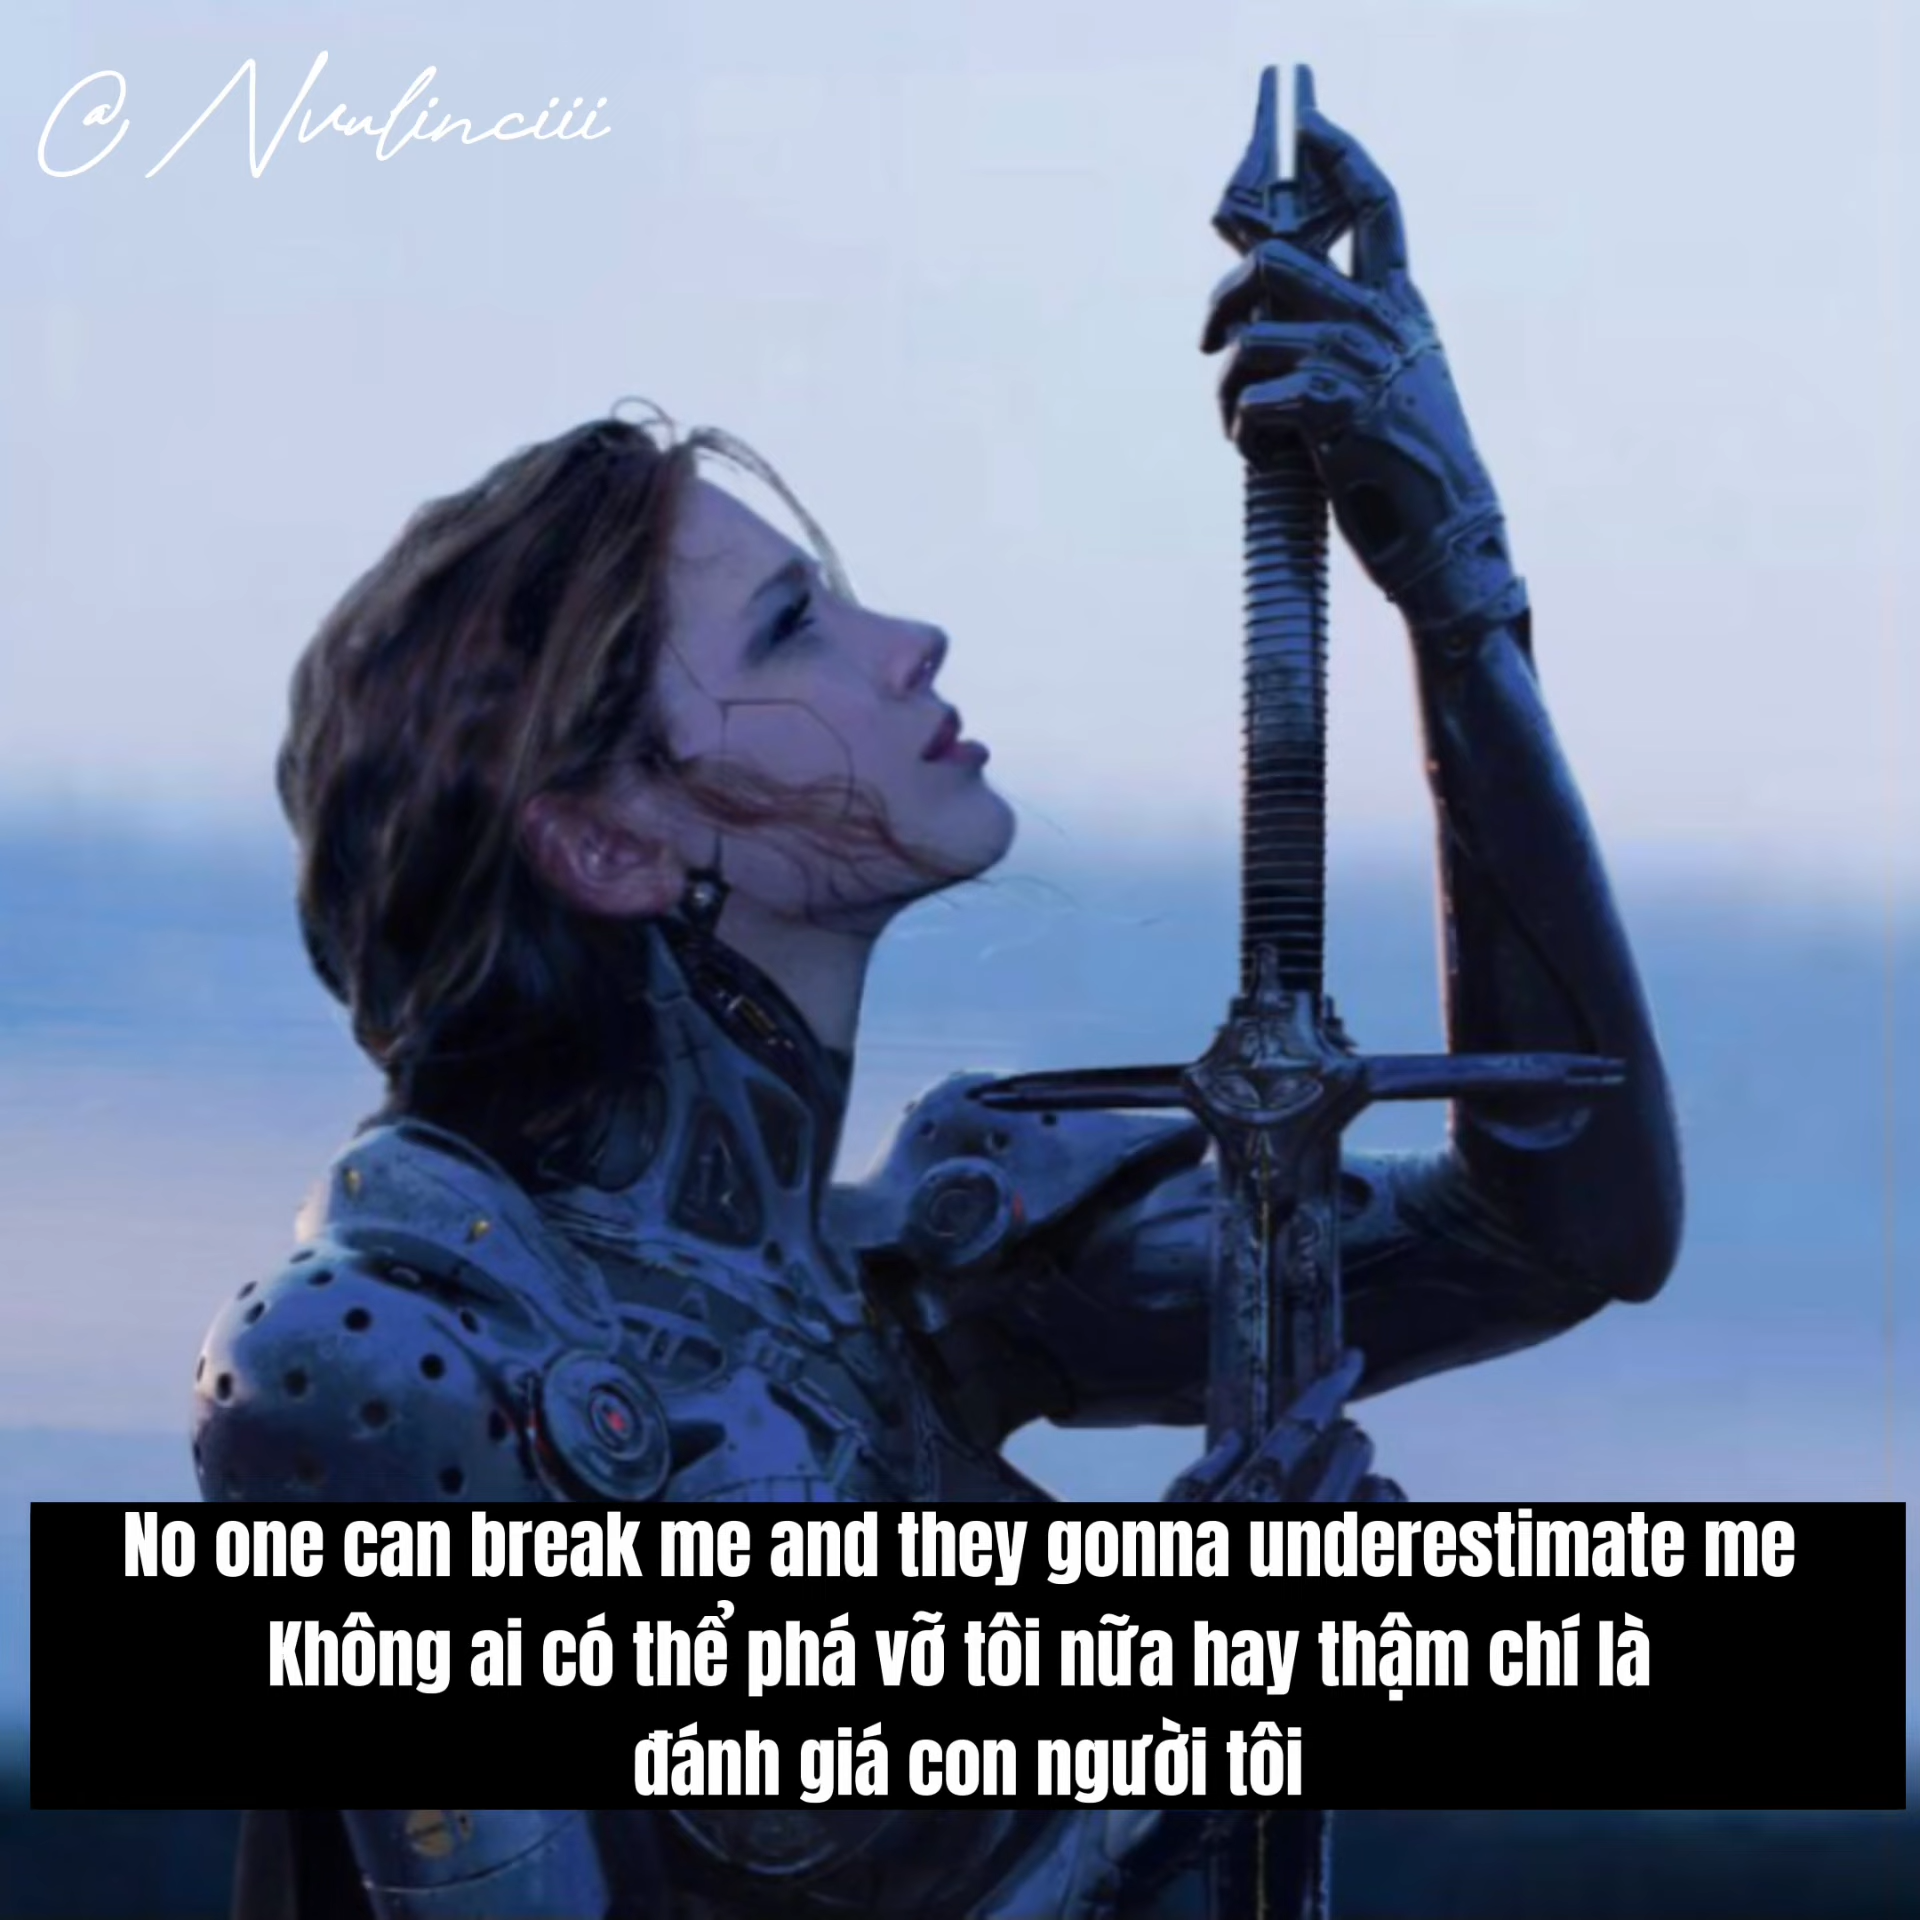 @ Nvulinciii
No one can break me and they gonna underestimate me
Không ai có thể phá vỡ tôi nữa hay thậm chí là
đánh giá con người tôi